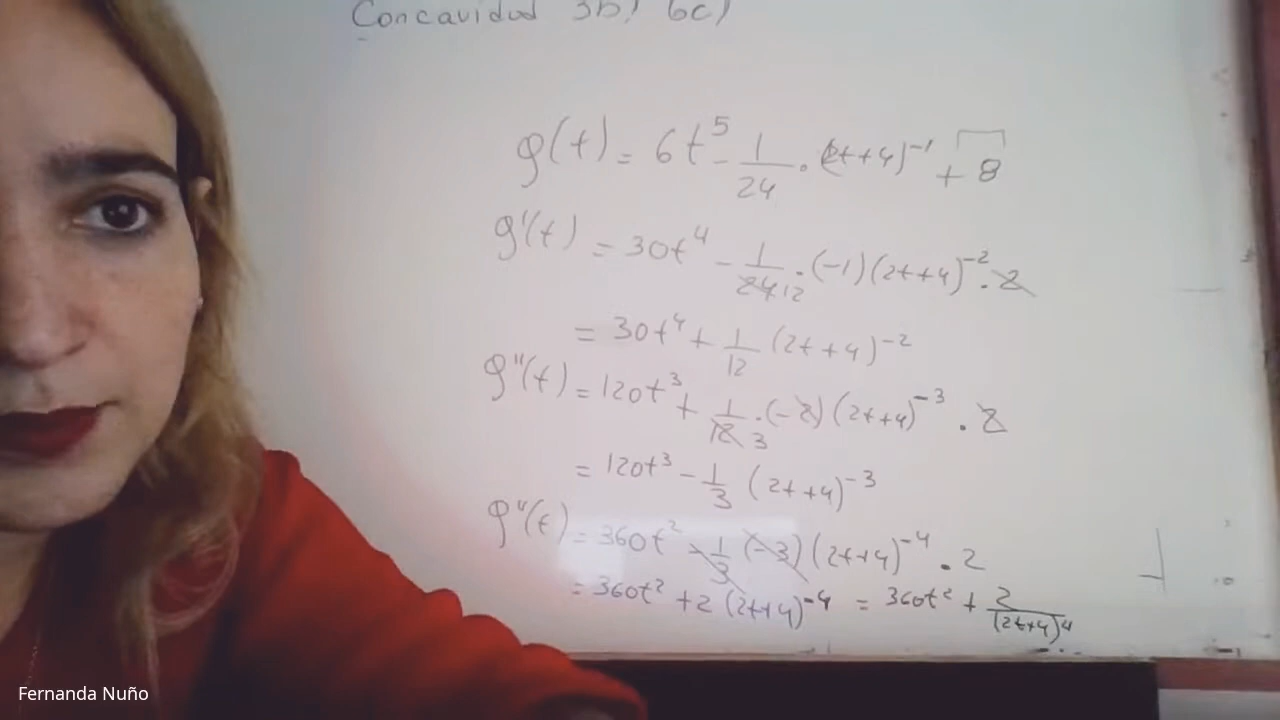 Concavidad 3b) 6c)
g(t) = 6t⁵ - 1/24 · (2t+4)⁻¹ + 8
g'(t) = 30t⁴ - 1/24 12 · (-1)(2t+4)⁻² · 2
= 30t⁴ + 1/12 (2t+4)⁻²
g''(t) = 120t³ + 1/12 3 · (-2)(2t+4)⁻³ · 2
= 120t³ - 1/3 (2t+4)⁻³
g'''(t) = 360t² - 1/3 (-3)(2t+4)⁻⁴ · 2
= 360t² + 2(2t+4)⁻⁴ = 360t² + 2/(2t+4)⁴
Fernanda Nuño